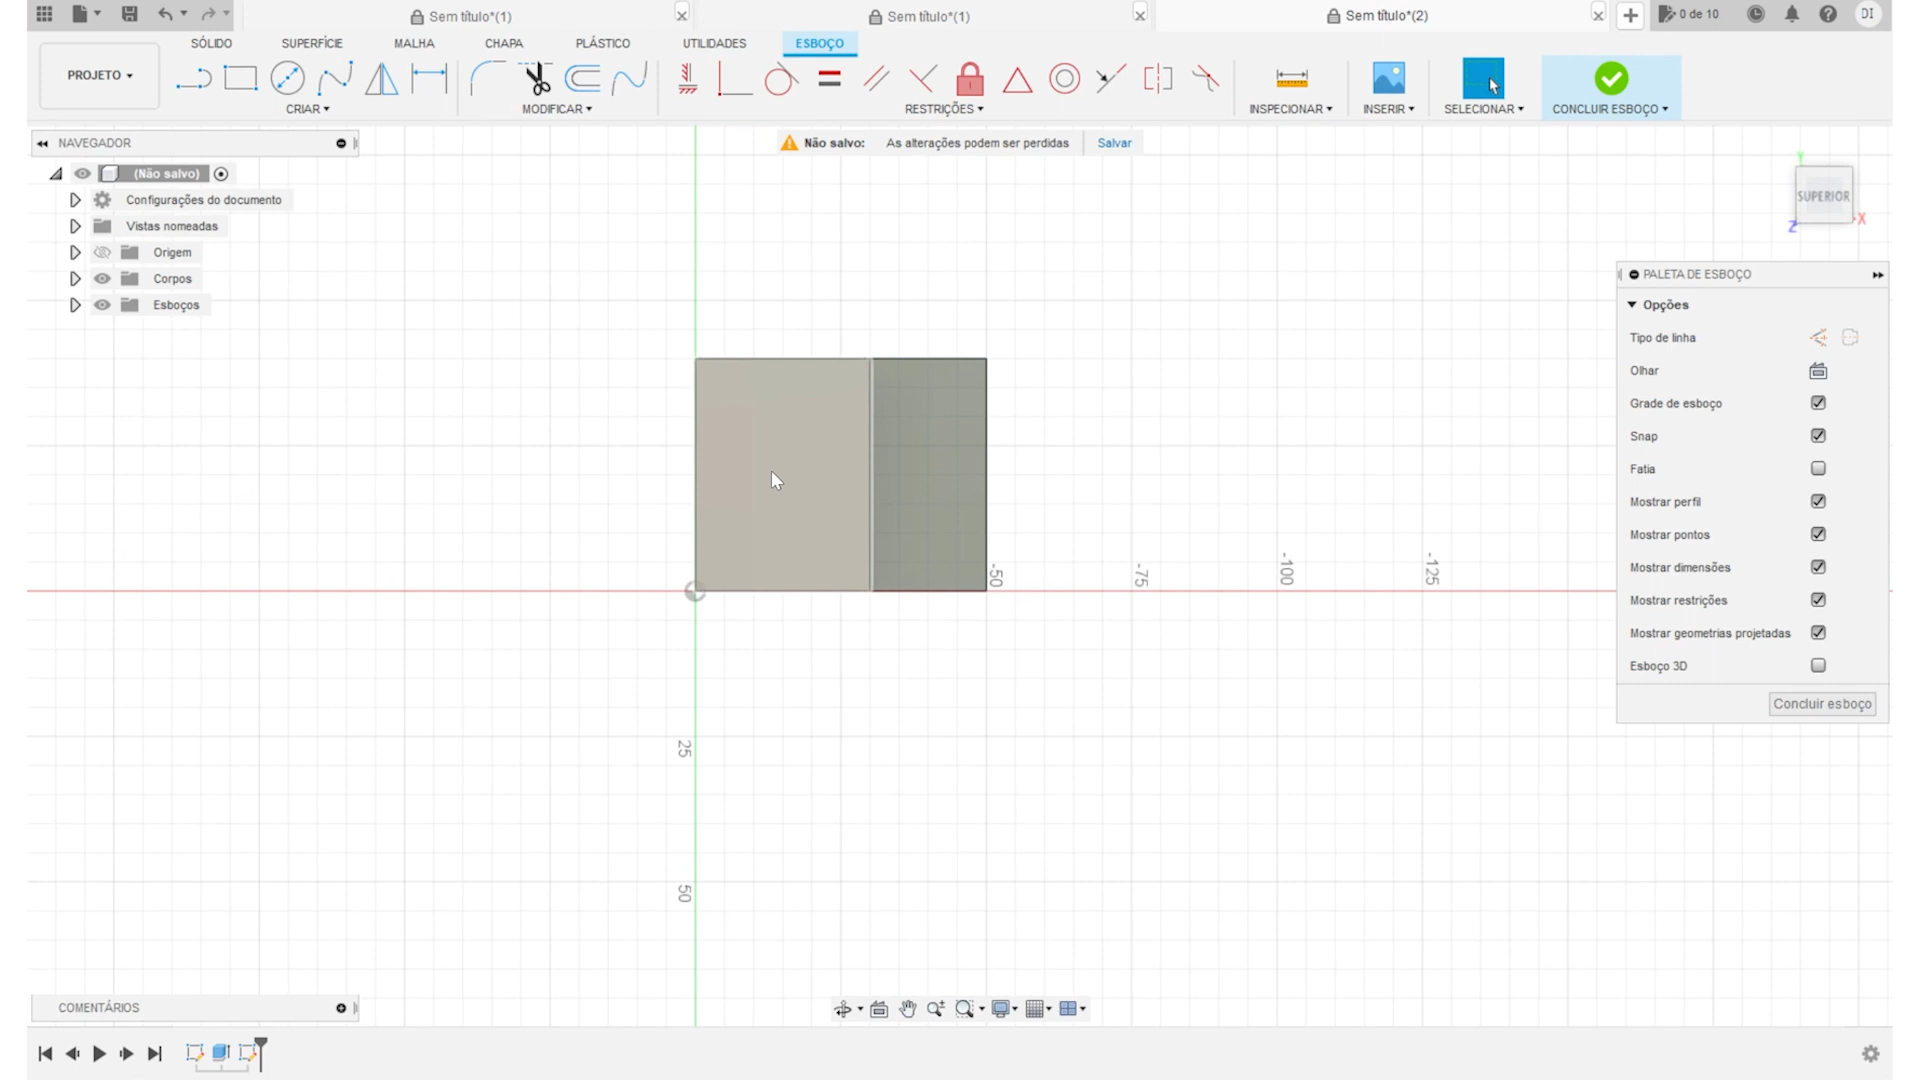 Sem título*(1)
Sem título*(1)
Sem título*(2)
0 de 10
DI
SÓLIDO
SUPERFÍCIE
MALHA
CHAPA
PLÁSTICO
UTILIDADES
ESBOÇO
PROJETO
CRIAR
MODIFICAR
RESTRIÇÕES
INSPECIONAR
INSERIR
SELECIONAR
CONCLUIR ESBOÇO
NAVEGADOR
Não salvo:
As alterações podem ser perdidas
Salvar
(Não salvo)
Configurações do documento
Vistas nomeadas
Origem
Corpos
Esboços
Y
SUPERIOR
X
Z
PALETA DE ESBOÇO
Opções
Tipo de linha
Olhar
Grade de esboço
Snap
Fatia
Mostrar perfil
Mostrar pontos
Mostrar dimensões
Mostrar restrições
Mostrar geometrias projetadas
Esboço 3D
Concluir esboço
-50
-75
-100
-125
25
50
COMENTÁRIOS